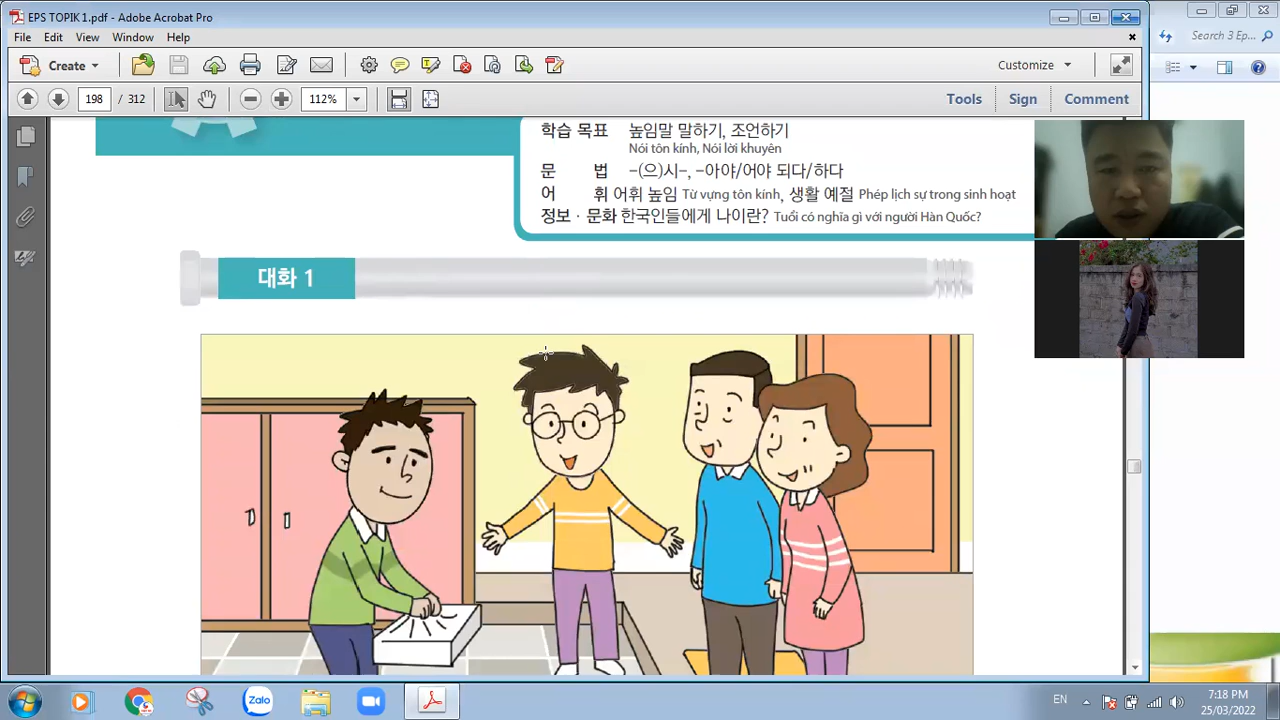 EPS TOPIK 1.pdf - Adobe Acrobat Pro
File Edit View Window Help
Search 3 Ep...
Create
Customize
198 / 312
112%
Tools Sign Comment
학습 목표 높임말 말하기, 조언하기
Nói tôn kính, Nói lời khuyên
문 법 -(으)시-, -아야/어야 되다/하다
어 휘 어휘 높임 Từ vựng tôn kính, 생활 예절 Phép lịch sự trong sinh hoạt
정보 · 문화 한국인들에게 나이란? Tuổi có nghĩa gì với người Hàn Quốc?
대화 1
Zalo
EN
7:18 PM
25/03/2022